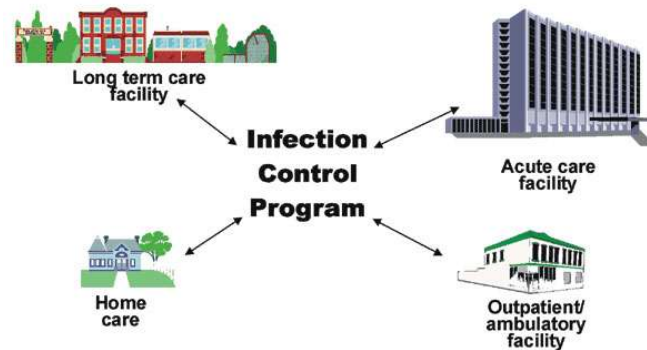 Long term care
facility
Infection
Control
Program
Acute care
facility
Home
care
Outpatient/
ambulatory
facility